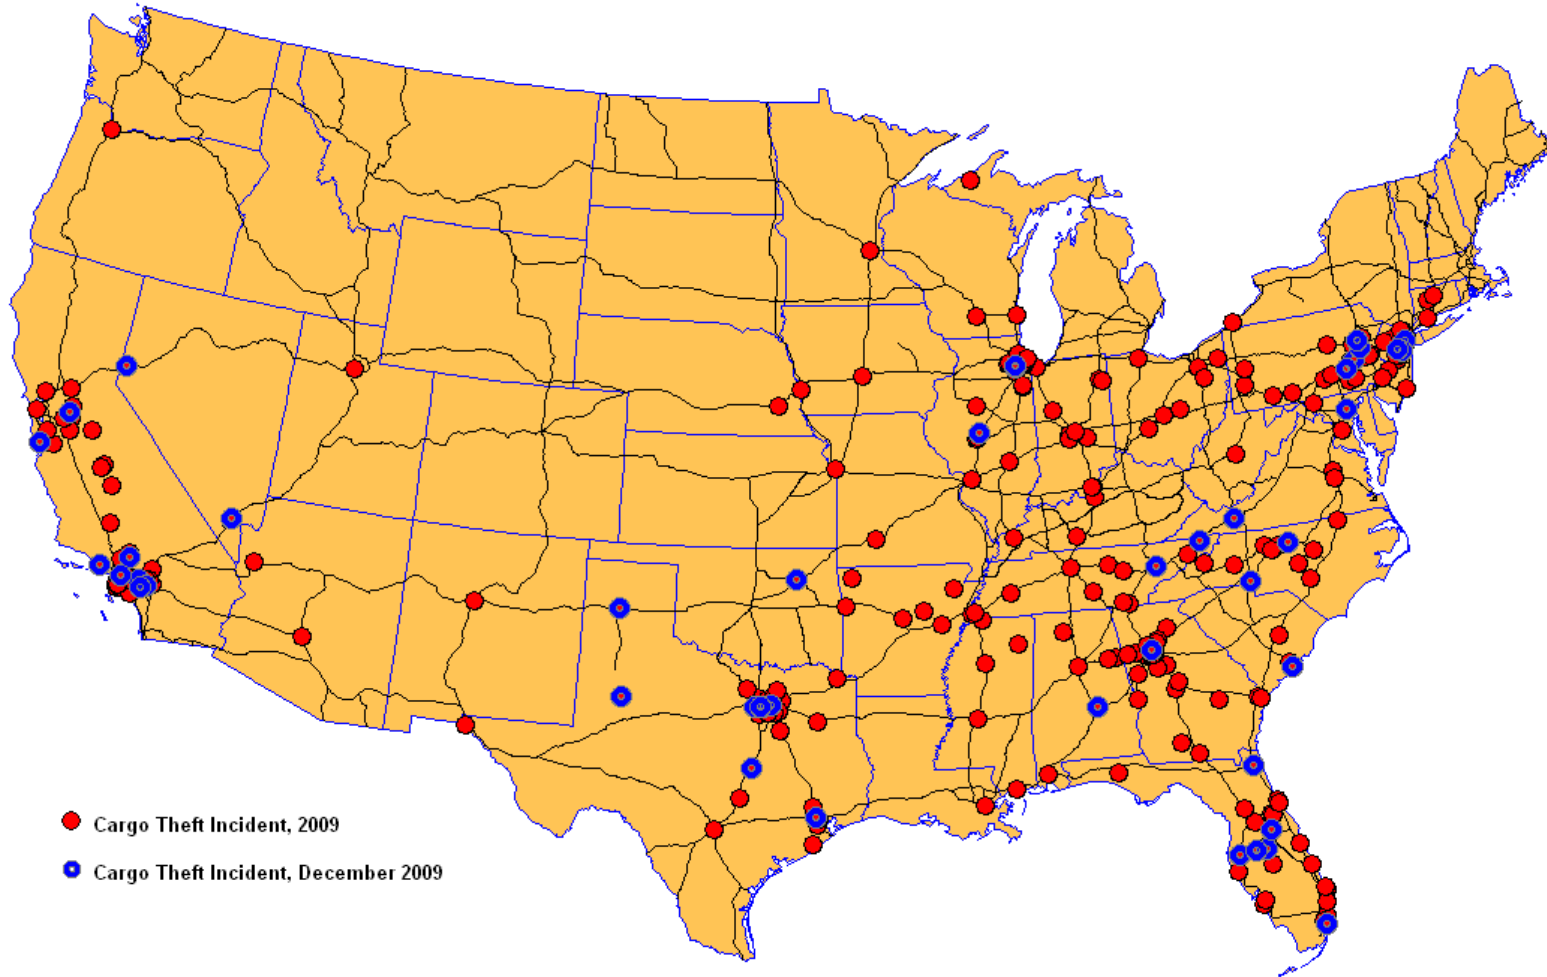 Cargo Theft Incident, 2009
Cargo Theft Incident, December 2009